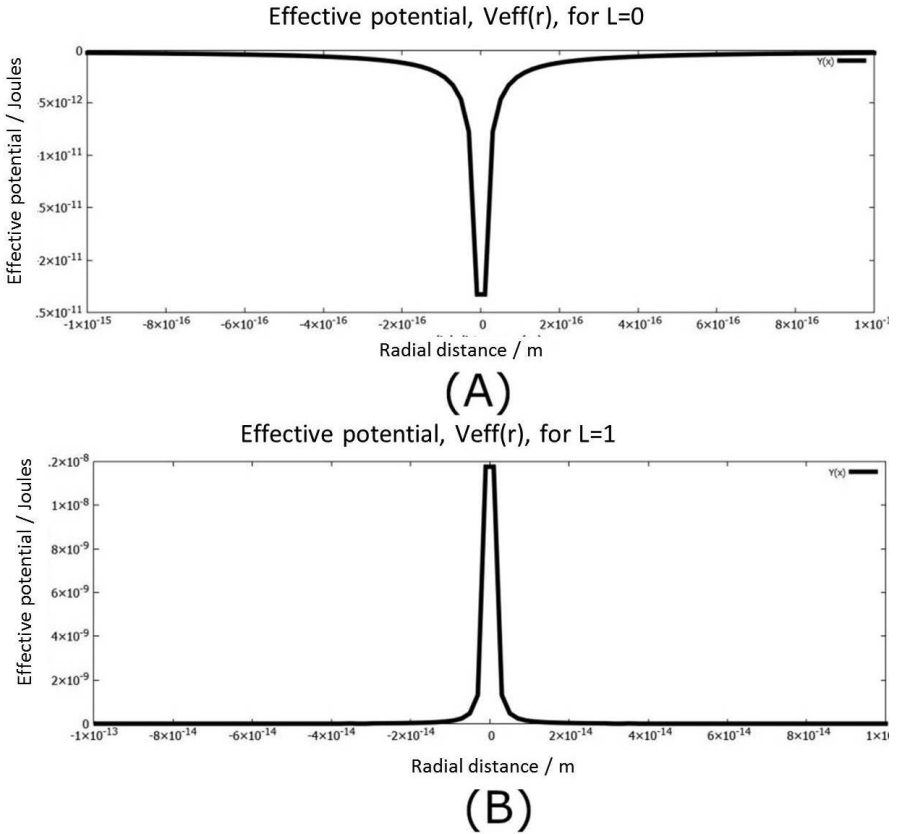 Effective potential, Veff(r), for L=0
Effective potential / Joules
0
5×10⁻¹²
1×10⁻¹¹
5×10⁻¹¹
2×10⁻¹¹
.5×10⁻¹¹
Y(x)
-1×10⁻¹⁵ -8×10⁻¹⁶ -6×10⁻¹⁶ -4×10⁻¹⁶ -2×10⁻¹⁶ 0 2×10⁻¹⁶ 4×10⁻¹⁶ 6×10⁻¹⁶ 8×10⁻¹⁶ 1×10⁻¹
Radial distance / m
(A)
Effective potential, Veff(r), for L=1
Effective potential / Joules
.2×10⁻⁸
1×10⁻⁸
8×10⁻⁹
6×10⁻⁹
4×10⁻⁹
2×10⁻⁹
0
Y(x)
-1×10⁻¹³ -8×10⁻¹⁴ -6×10⁻¹⁴ -4×10⁻¹⁴ -2×10⁻¹⁴ 0 2×10⁻¹⁴ 4×10⁻¹⁴ 6×10⁻¹⁴ 8×10⁻¹⁴ 1×10
Radial distance / m
(B)